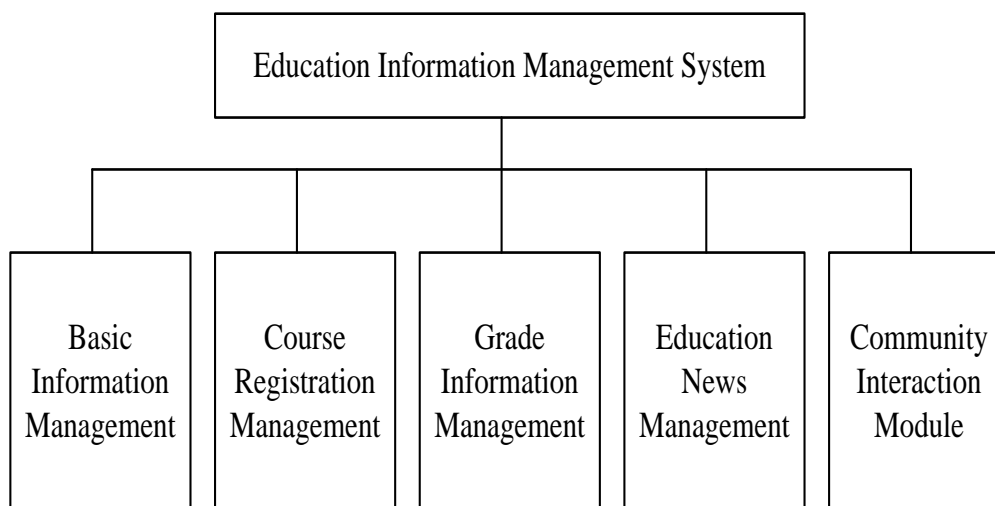 Education Information Management System
Basic
Information
Management
Course
Registration
Management
Grade
Information
Management
Education
News
Management
Community
Interaction
Module